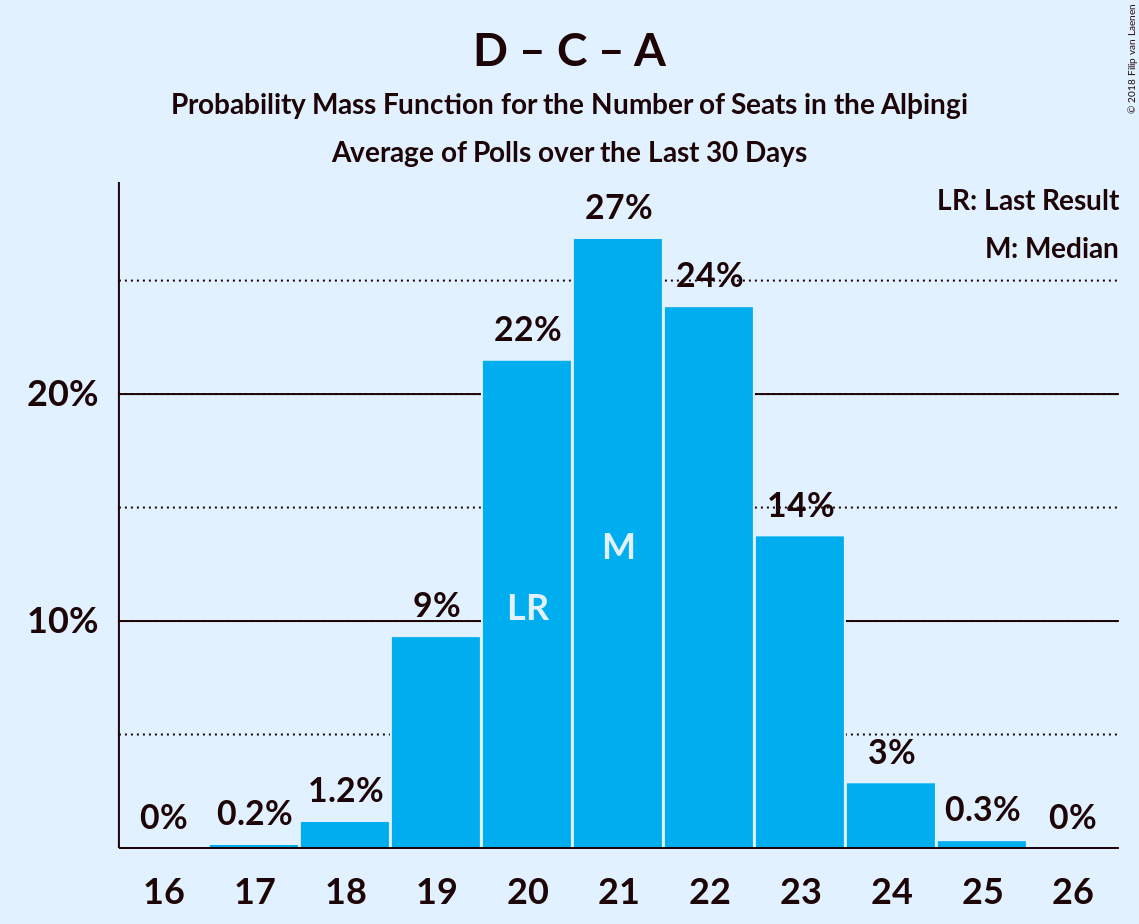 D – C – A
Probability Mass Function for the Number of Seats in the Alþingi
Average of Polls over the Last 30 Days
© 2018 Filip van Laenen
LR: Last Result
M: Median
27%
24%
22%
20%
14%
M
9%
LR
10%
3%
1.2%
0.2%
0.3%
0%
0%
16 17 18 19 20 21 22 23 24 25 26